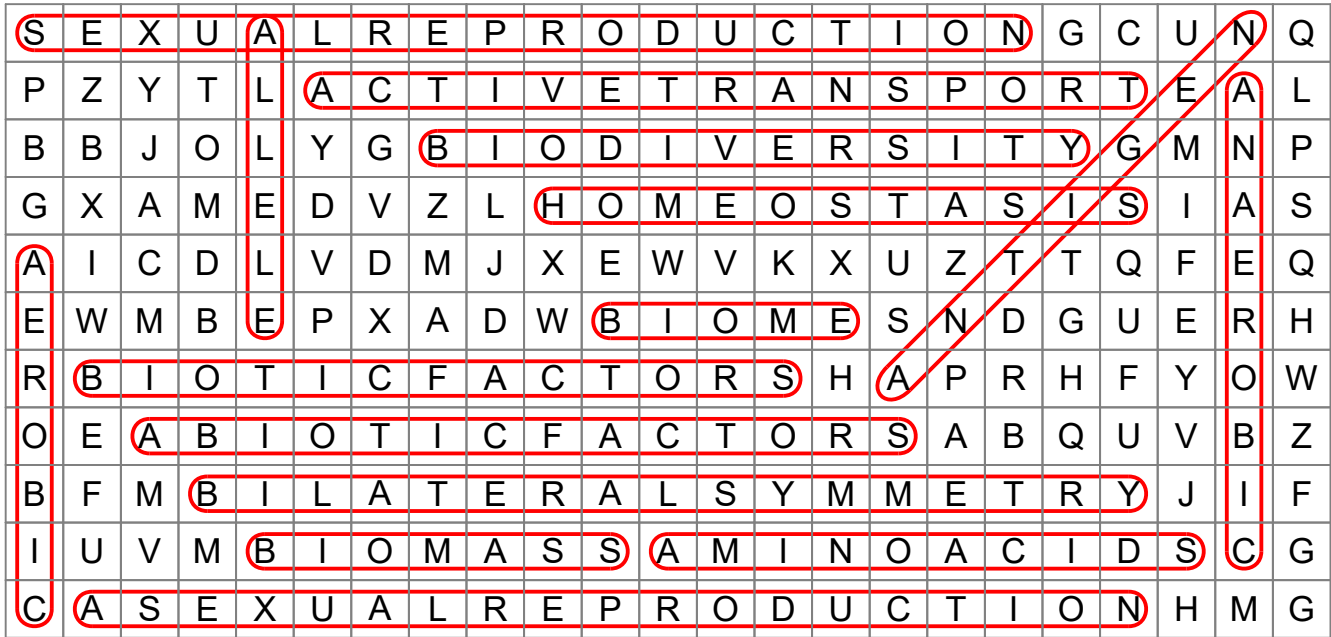 S E X U A L R E P R O D U C T I O N G C U N Q
P Z Y T L A C T I V E T R A N S P O R T E A L
B B J O L Y G B I O D I V E R S I T Y G M N P
G X A M E D V Z L H O M E O S T A S I S I A S
A I C D L V D M J X E W V K X U Z T T Q F E Q
E W M B E P X A D W B I O M E S N D G U E R H
R B I O T I C F A C T O R S H A P R H F Y O W
O E A B I O T I C F A C T O R S A B Q U V B Z
B F M B I L A T E R A L S Y M M E T R Y J I F
I U V M B I O M A S S A M I N O A C I D S C G
C A S E X U A L R E P R O D U C T I O N H M G